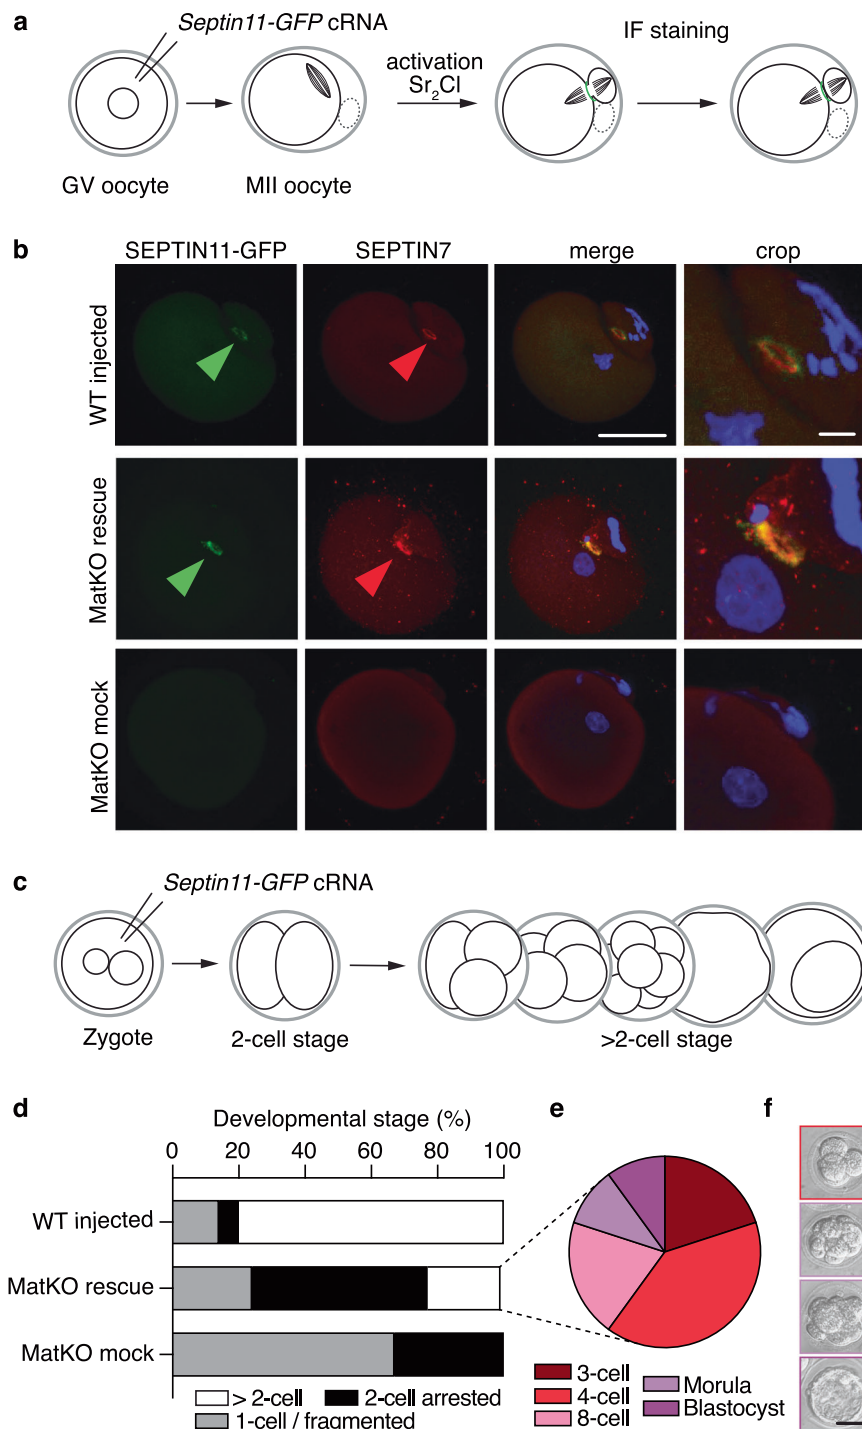 a
Septin11-GFP cRNA
activation
Sr2Cl
IF staining
GV oocyte
MII oocyte
b
SEPTIN11-GFP
SEPTIN7
merge
crop
WT injected
MatKO rescue
MatKO mock
c
Septin11-GFP cRNA
Zygote
2-cell stage
>2-cell stage
d
Developmental stage (%)
0 20 40 60 80 100
WT injected
MatKO rescue
MatKO mock
> 2-cell
2-cell arrested
1-cell / fragmented
e
3-cell
4-cell
8-cell
Morula
Blastocyst
f